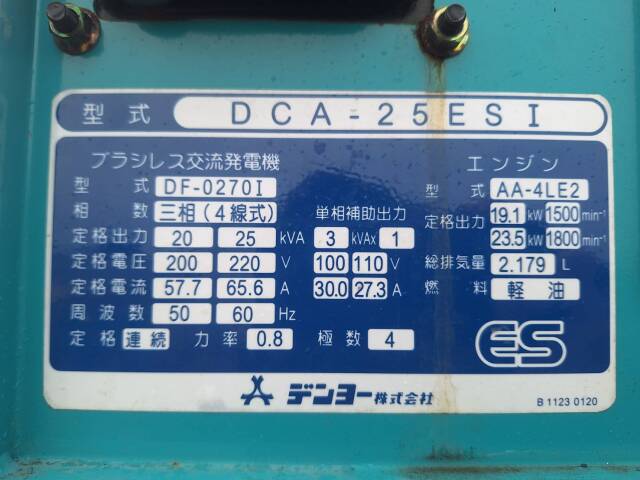 型式 DCA-25ESI
ブラシレス交流発電機
型式 DF-0270I
相数 三相(4線式) 単相補助出力
定格出力 20 25 kVA 3 kVAx 1
定格電圧 200 220 V 100 110 V
定格電流 57.7 65.6 A 30.0 27.3 A
周波数 50 60 Hz
定格 連続 力率 0.8 極数 4
エンジン
型式 AA-4LE2
定格出力 19.1 kW 1500 min⁻¹
23.5 kW 1800 min⁻¹
総排気量 2.179 L
燃料 軽油
ES
デンヨー株式会社
B 1123 0120